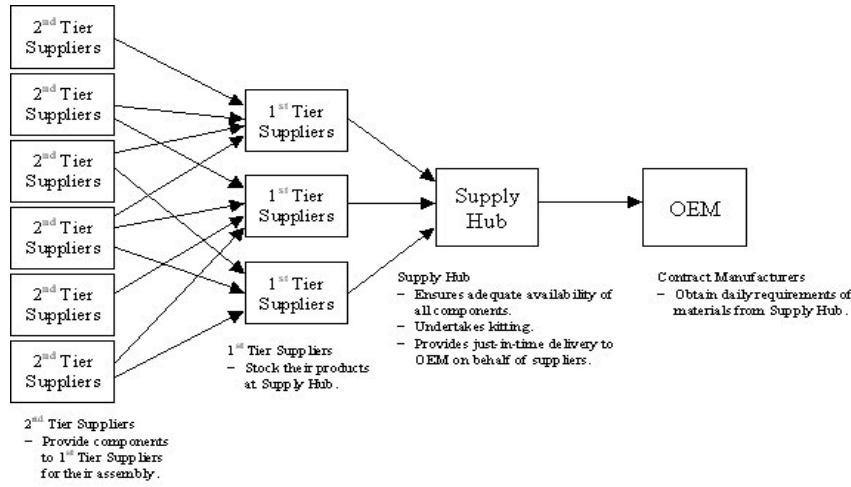 2nd Tier
Suppliers
2nd Tier
Suppliers
2nd Tier
Suppliers
2nd Tier
Suppliers
2nd Tier
Suppliers
2nd Tier
Suppliers
1st Tier
Suppliers
1st Tier
Suppliers
1st Tier
Suppliers
Supply
Hub
OEM
2nd Tier Suppliers
– Provide components
to 1st Tier Suppliers
for their assembly.
1st Tier Suppliers
– Stock their products
at Supply Hub.
Supply Hub
– Ensures adequate availability of
all components.
– Undertakes kitting.
– Provides just-in-time delivery to
OEM on behalf of suppliers.
Contract Manufacturers
– Obtain daily requirements of
materials from Supply Hub.